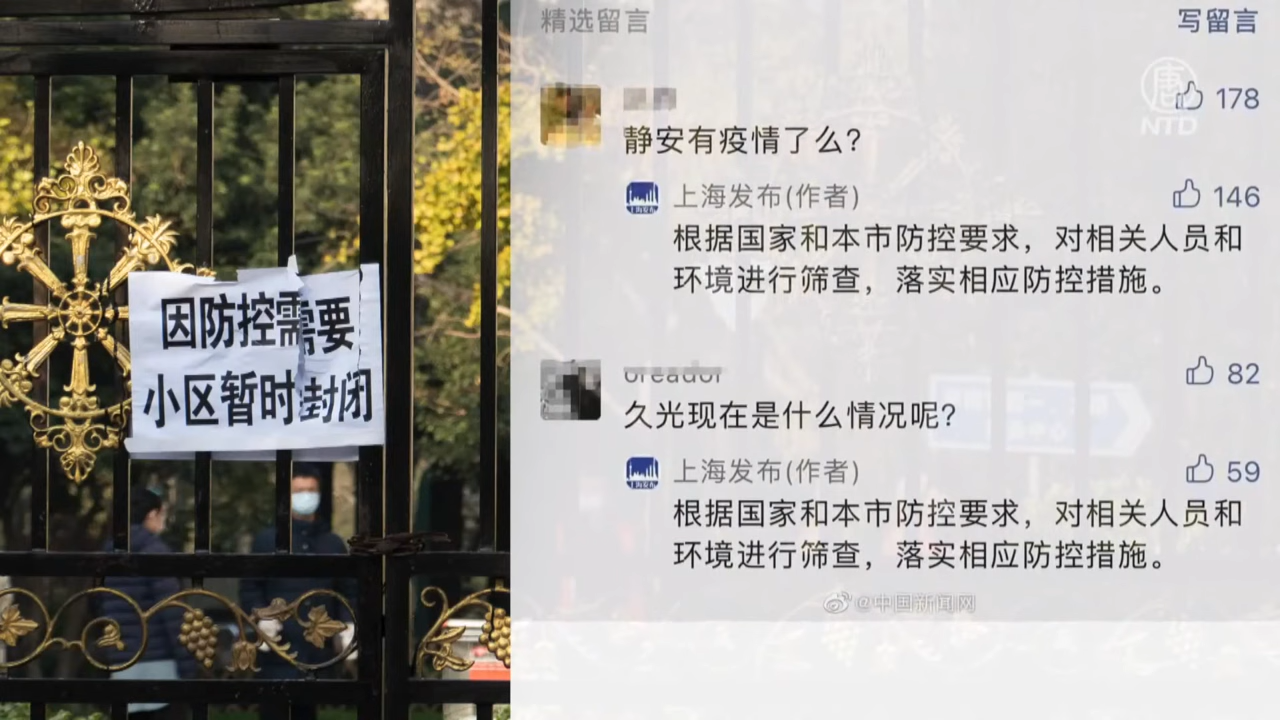 因防控需要
小区暂时封闭
精选留言
写留言
唐
NTD
178
静安有疫情了么?
上海发布(作者)
146
根据国家和本市防控要求，对相关人员和
环境进行筛查，落实相应防控措施。
oreador
82
久光现在是什么情况呢?
上海发布(作者)
59
根据国家和本市防控要求，对相关人员和
环境进行筛查，落实相应防控措施。
@中国新闻网